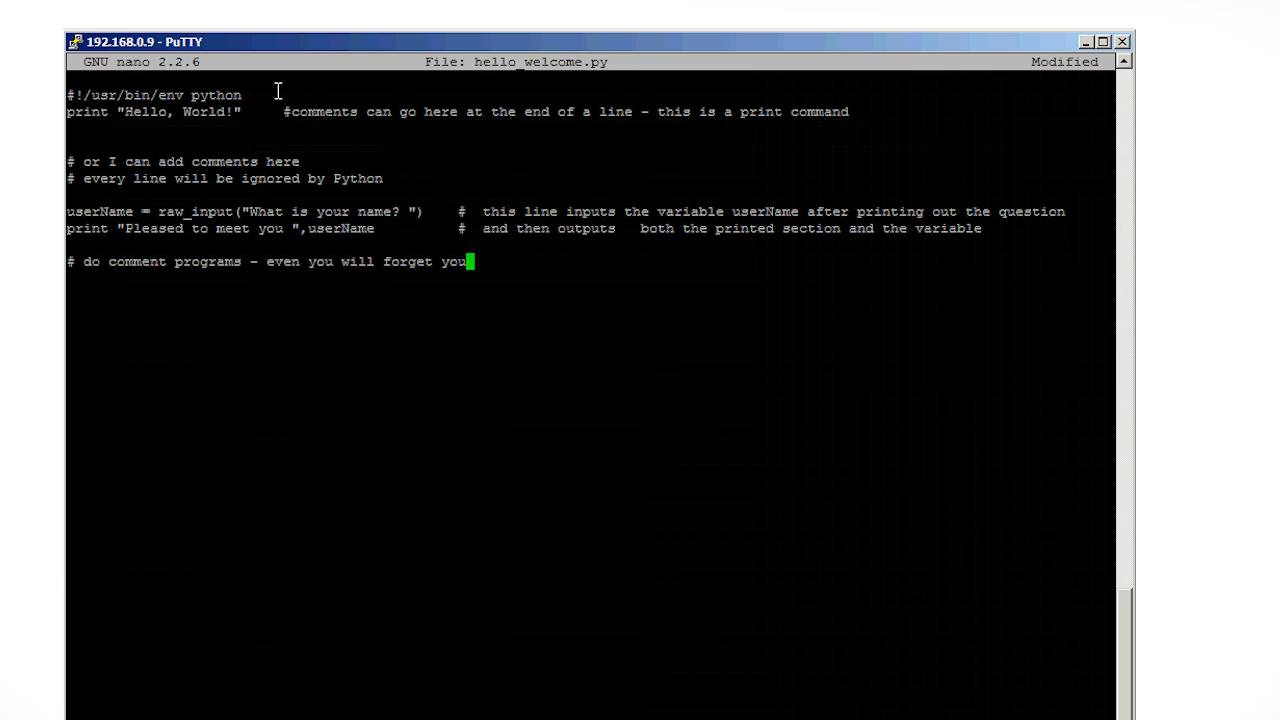 192.168.0.9 - PuTTY
GNU nano 2.2.6 File: hello_welcome.py Modified
#!/usr/bin/env python
print "Hello, World!" #comments can go here at the end of a line - this is a print command
# or I can add comments here
# every line will be ignored by Python
userName = raw_input("What is your name? ") # this line inputs the variable userName after printing out the question
print "Pleased to meet you ",userName # and then outputs both the printed section and the variable
# do comment programs - even you will forget you